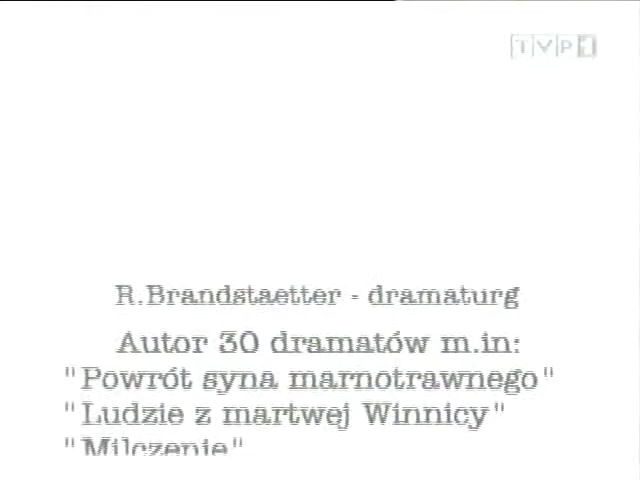 TVP1
R.Brandstaetter - dramaturg
Autor 30 dramatów m.in:
"Powrót syna marnotrawnego"
"Ludzie z martwej Winnicy"
"Milczenie"